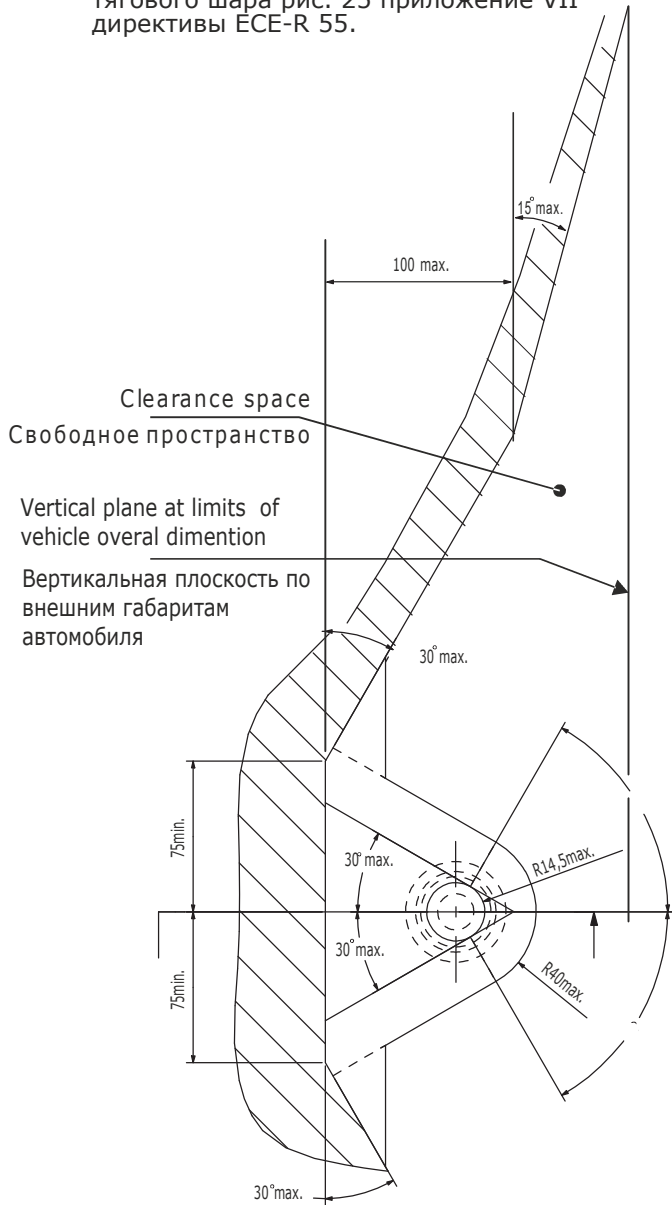 тягового шара рис. 25 приложение VII
директивы ECE-R 55.
15°max.
100 max.
Clearance space
Свободное пространство
Vertical plane at limits of
vehicle overal dimention
Вертикальная плоскость по
внешним габаритам
автомобиля
30°max.
75min.
30°max.
R14,5max.
30°max.
75min.
R40max.
30°max.